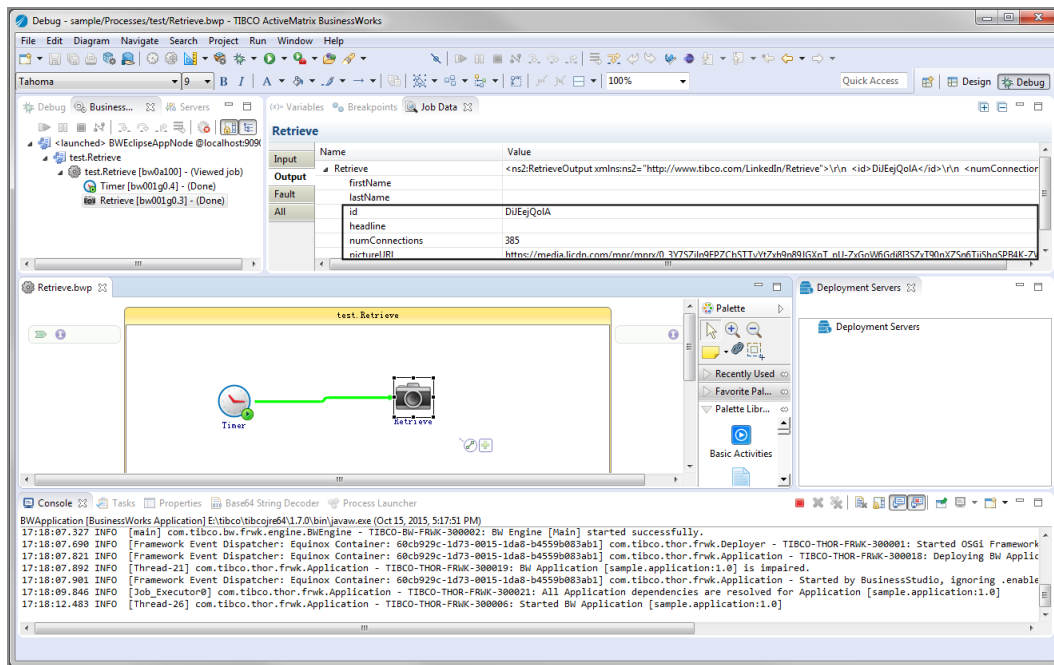 Debug - sample/Processes/test/Retrieve.bwp - TIBCO ActiveMatrix BusinessWorks
File Edit Diagram Navigate Search Project Run Window Help
Tahoma 9 B I A 100% Quick Access Design Debug
Debug Business... Servers
<launched> BWEclipseAppNode @localhost:909
test.Retrieve
test.Retrieve [bw0a100] - (Viewed job)
Timer [bw001g0.4] - (Done)
Retrieve [bw001g0.3] - (Done)
(x)= Variables Breakpoints Job Data
Retrieve
Input
Output
Fault
All
Name Value
Retrieve <ns2:RetrieveOutput xmlns:ns2="http://www.tibco.com/LinkedIn/Retrieve">\r\n <id>DiJEejQoIA</id>\r\n <numConnection
firstName
lastName
id DiJEejQoIA
headline
numConnections 385
pictureURL
Retrieve.bwp
test.Retrieve
Timer
Retrieve
Palette
Recently Used
Favorite Pal...
Palette Libr...
Basic Activities
Deployment Servers
Deployment Servers
Console Tasks Properties Base64 String Decoder Process Launcher
BWApplication [BusinessWorks Application] E:\tibco\tibcojre64\1.7.0\bin\javaw.exe (Oct 15, 2015, 5:17:51 PM)
17:18:07.327 INFO [main] com.tibco.bw.frwk.engine.BWEngine - TIBCO-BW-FRWK-300002: BW Engine [Main] started successfully.
17:18:07.690 INFO [Framework Event Dispatcher: Equinox Container: 60cb929c-1d73-0015-1da8-b4559b083ab1] com.tibco.thor.frwk.Deployer - TIBCO-THOR-FRWK-300001: Started OSGi Framework
17:18:07.821 INFO [Framework Event Dispatcher: Equinox Container: 60cb929c-1d73-0015-1da8-b4559b083ab1] com.tibco.thor.frwk.Application - TIBCO-THOR-FRWK-300018: Deploying BW Applic
17:18:07.892 INFO [Thread-21] com.tibco.thor.frwk.Application - TIBCO-THOR-FRWK-300019: BW Application [sample.application:1.0] is impaired.
17:18:07.901 INFO [Framework Event Dispatcher: Equinox Container: 60cb929c-1d73-0015-1da8-b4559b083ab1] com.tibco.thor.frwk.Application - Started by BusinessStudio, ignoring .enable
17:18:09.846 INFO [Job_Executor0] com.tibco.thor.frwk.Application - TIBCO-THOR-FRWK-300021: All Application dependencies are resolved for Application [sample.application:1.0]
17:18:12.483 INFO [Thread-26] com.tibco.thor.frwk.Application - TIBCO-THOR-FRWK-300006: Started BW Application [sample.application:1.0]